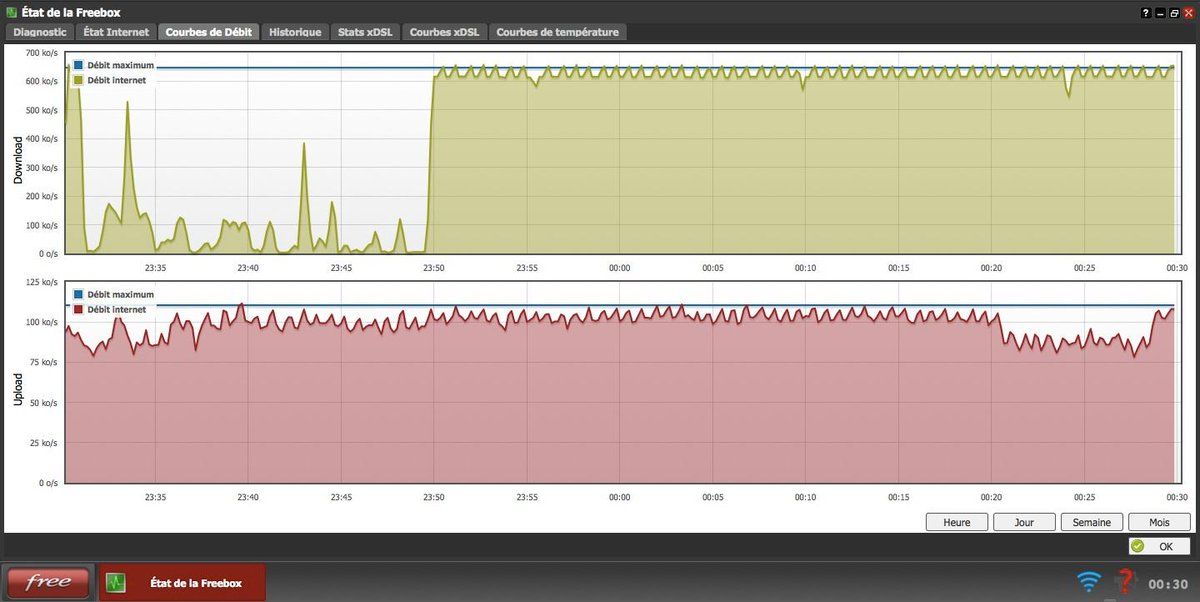 État de la Freebox
Diagnostic État Internet Courbes de Débit Historique Stats xDSL Courbes xDSL Courbes de température
700 ko/s
600 ko/s
500 ko/s
400 ko/s
300 ko/s
200 ko/s
100 ko/s
0 o/s
Download
Débit maximum
Débit internet
23:35 23:40 23:45 23:50 23:55 00:00 00:05 00:10 00:15 00:20 00:25 00:30
125 ko/s
100 ko/s
75 ko/s
50 ko/s
25 ko/s
0 o/s
Upload
Débit maximum
Débit internet
23:35 23:40 23:45 23:50 23:55 00:00 00:05 00:10 00:15 00:20 00:25 00:30
Heure Jour Semaine Mois
OK
free État de la Freebox 00:30